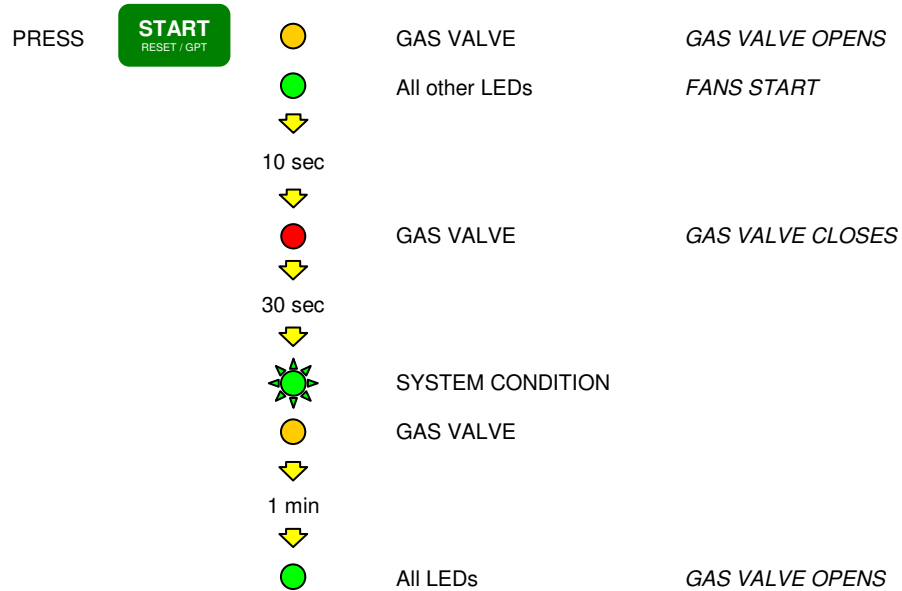 PRESS START GAS VALVE GAS VALVE OPENS
RESET / GPT
All other LEDs FANS START
10 sec
GAS VALVE GAS VALVE CLOSES
30 sec
SYSTEM CONDITION
GAS VALVE
1 min
All LEDs GAS VALVE OPENS